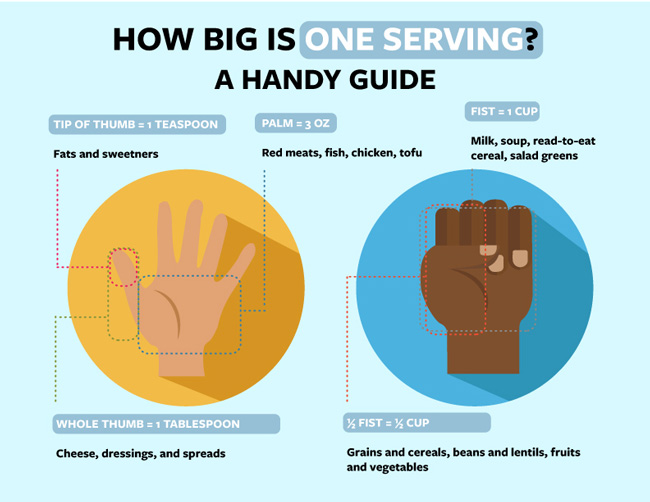 HOW BIG IS ONE SERVING?
A HANDY GUIDE
TIP OF THUMB = 1 TEASPOON
Fats and sweetners
PALM = 3 OZ
Red meats, fish, chicken, tofu
FIST = 1 CUP
Milk, soup, read-to-eat
cereal, salad greens
WHOLE THUMB = 1 TABLESPOON
Cheese, dressings, and spreads
½ FIST = ½ CUP
Grains and cereals, beans and lentils, fruits
and vegetables